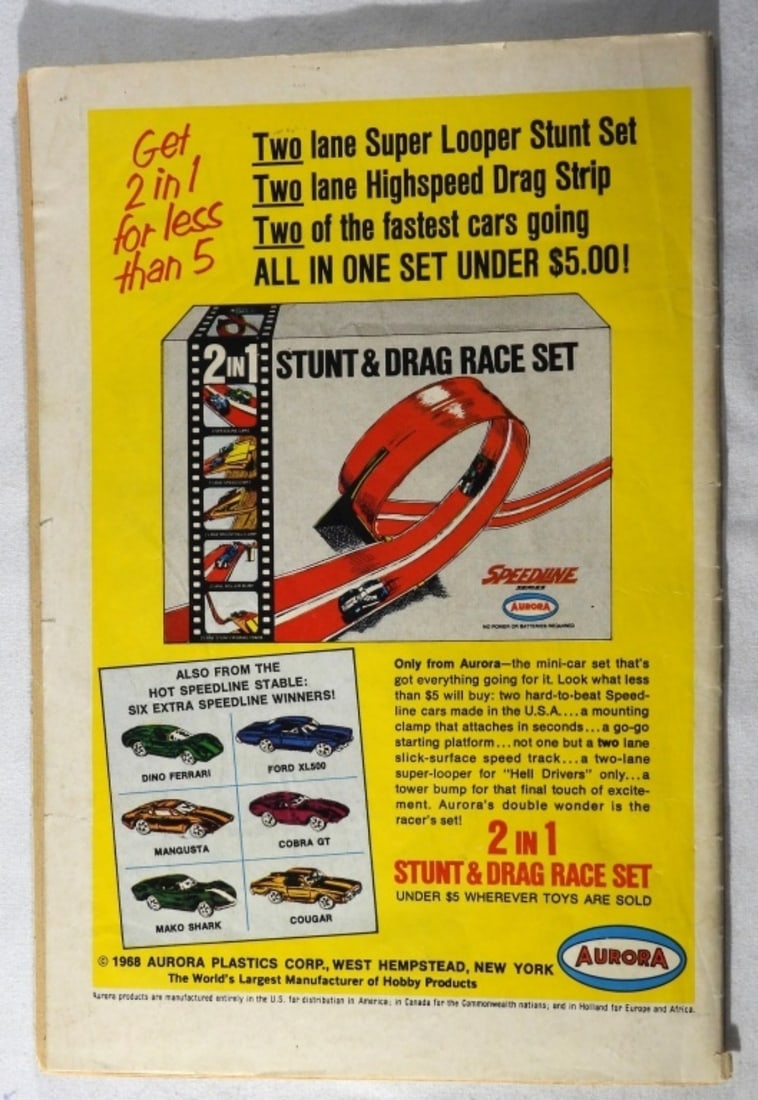 Get
2 in 1
for less
than 5
Two lane Super Looper Stunt Set
Two lane Highspeed Drag Strip
Two of the fastest cars going
ALL IN ONE SET UNDER $5.00!
2 IN 1 STUNT & DRAG RACE SET
SPEEDLINE
SERIES
AURORA
NO POWER OR BATTERIES REQUIRED
ALSO FROM THE
HOT SPEEDLINE STABLE:
SIX EXTRA SPEEDLINE WINNERS!
DINO FERRARI
FORD XL500
MANGUSTA
COBRA GT
MAKO SHARK
COUGAR
Only from Aurora—the mini-car set that's
got everything going for it. Look what less
than $5 will buy: two hard-to-beat Speed-
line cars made in the U.S.A....a mounting
clamp that attaches in seconds...a go-go
starting platform...not one but a two lane
slick-surface speed track...a two-lane
super-looper for "Hell Drivers" only...a
tower bump for that final touch of excite-
ment. Aurora's double wonder is the
racer's set!
2 IN 1
STUNT & DRAG RACE SET
UNDER $5 WHEREVER TOYS ARE SOLD
© 1968 AURORA PLASTICS CORP., WEST HEMPSTEAD, NEW YORK
The World's Largest Manufacturer of Hobby Products
AURORA
Aurora products are manufactured entirely in the U.S. for distribution in America; in Canada for the Commonwealth nations; and in Holland for Europe and Africa.